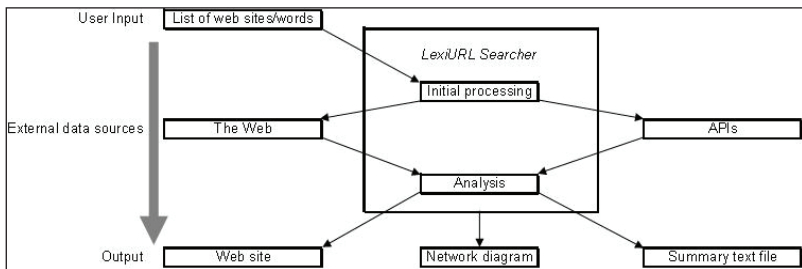 User Input
List of web sites/words
LexiURL Searcher
Initial processing
External data sources
The Web
APIs
Analysis
Output
Web site
Network diagram
Summary text file